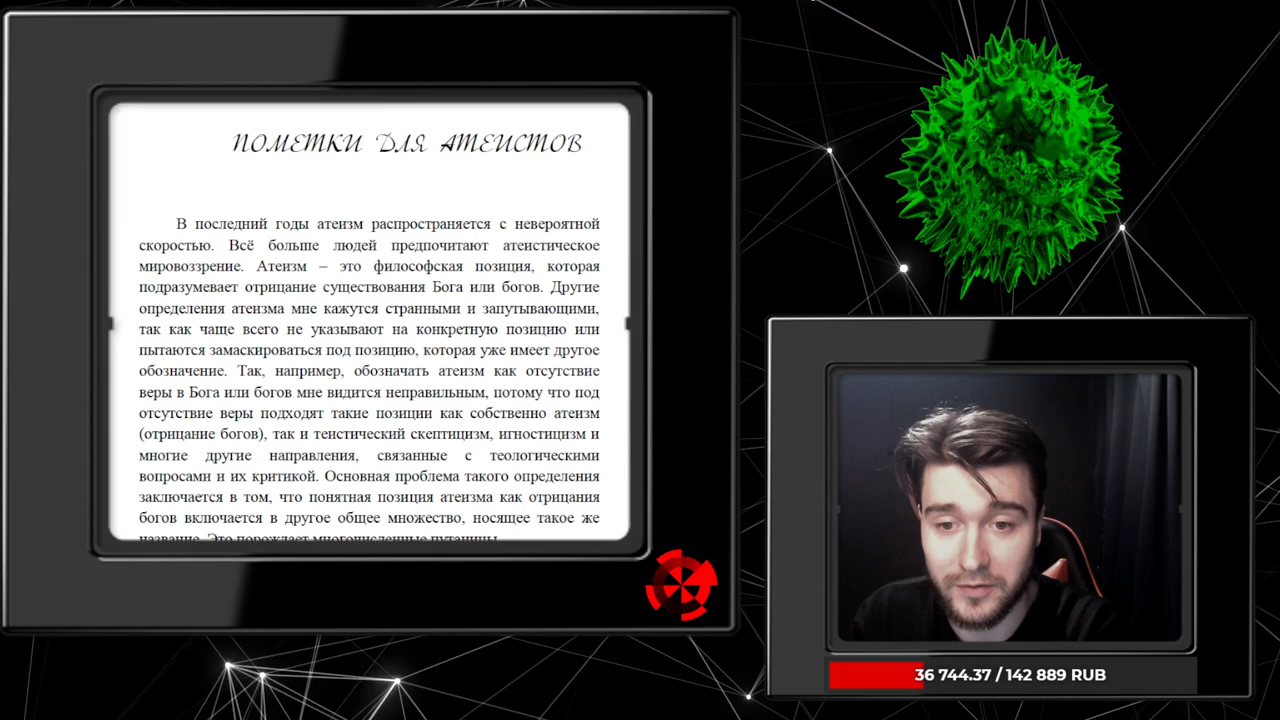 ПОМЕТКИ ДЛЯ АТЕИСТОВ
В последний годы атеизм распространяется с невероятной
скоростью. Всё больше людей предпочитают атеистическое
мировоззрение. Атеизм – это философская позиция, которая
подразумевает отрицание существования Бога или богов. Другие
определения атеизма мне кажутся странными и запутывающими,
так как чаще всего не указывают на конкретную позицию или
пытаются замаскироваться под позицию, которая уже имеет другое
обозначение. Так, например, обозначать атеизм как отсутствие
веры в Бога или богов мне видится неправильным, потому что под
отсутствие веры подходят такие позиции как собственно атеизм
(отрицание богов), так и теистический скептицизм, игностицизм и
многие другие направления, связанные с теологическими
вопросами и их критикой. Основная проблема такого определения
заключается в том, что понятная позиция атеизма как отрицания
богов включается в другое общее множество, носящее такое же
название. Это порождает многочисленные путаницы.
36 744.37 / 142 889 RUB